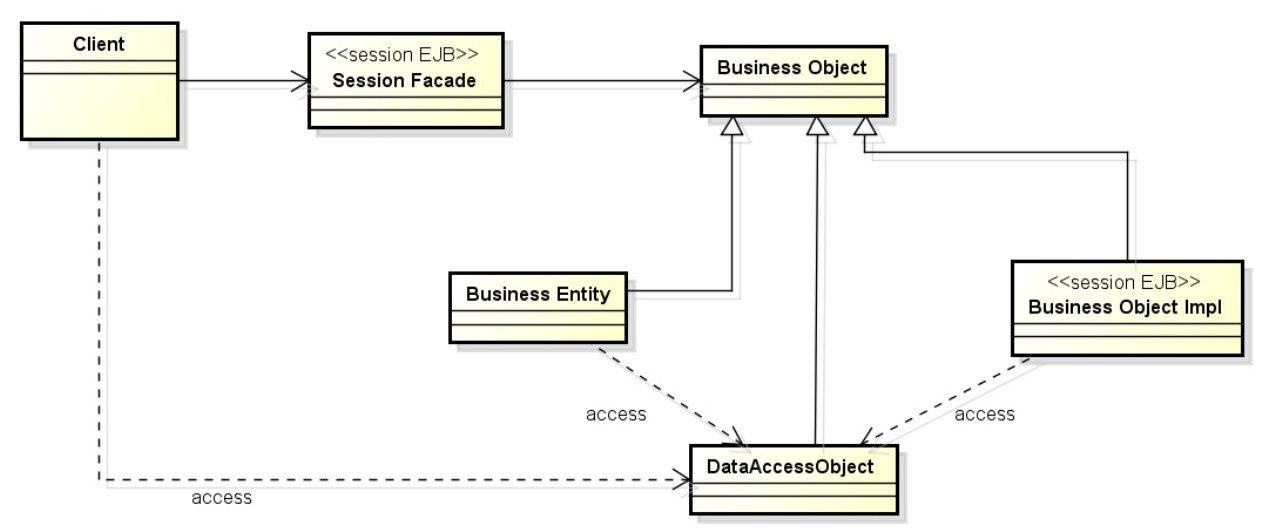 Client
<<session EJB>>
Session Facade
Business Object
Business Entity
<<session EJB>>
Business Object Impl
access
access
DataAccessObject
access